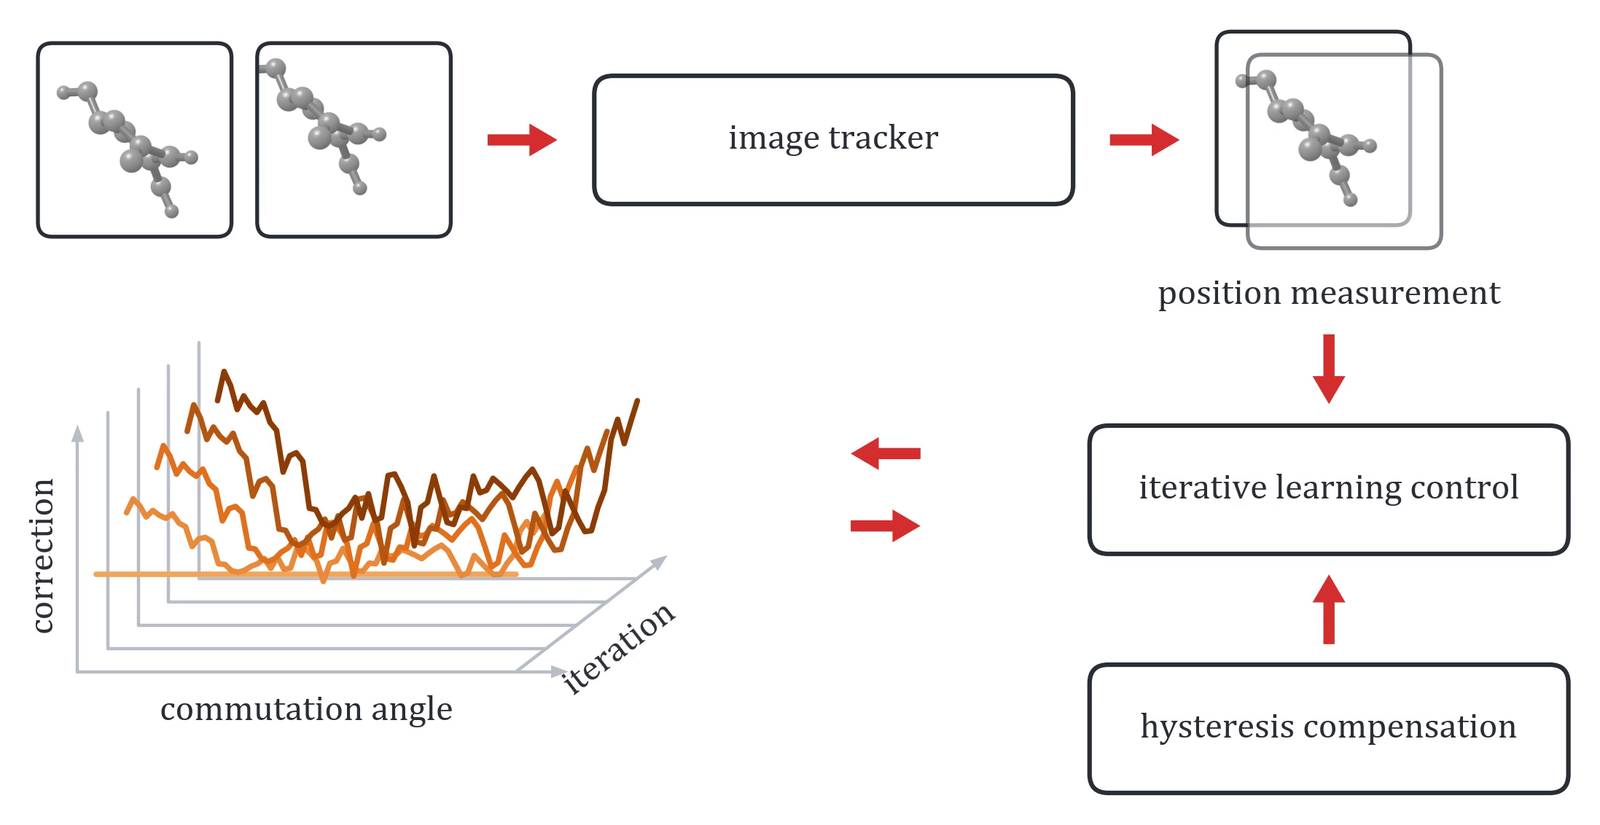 image tracker
position measurement
iterative learning control
hysteresis compensation
correction
commutation angle
iteration